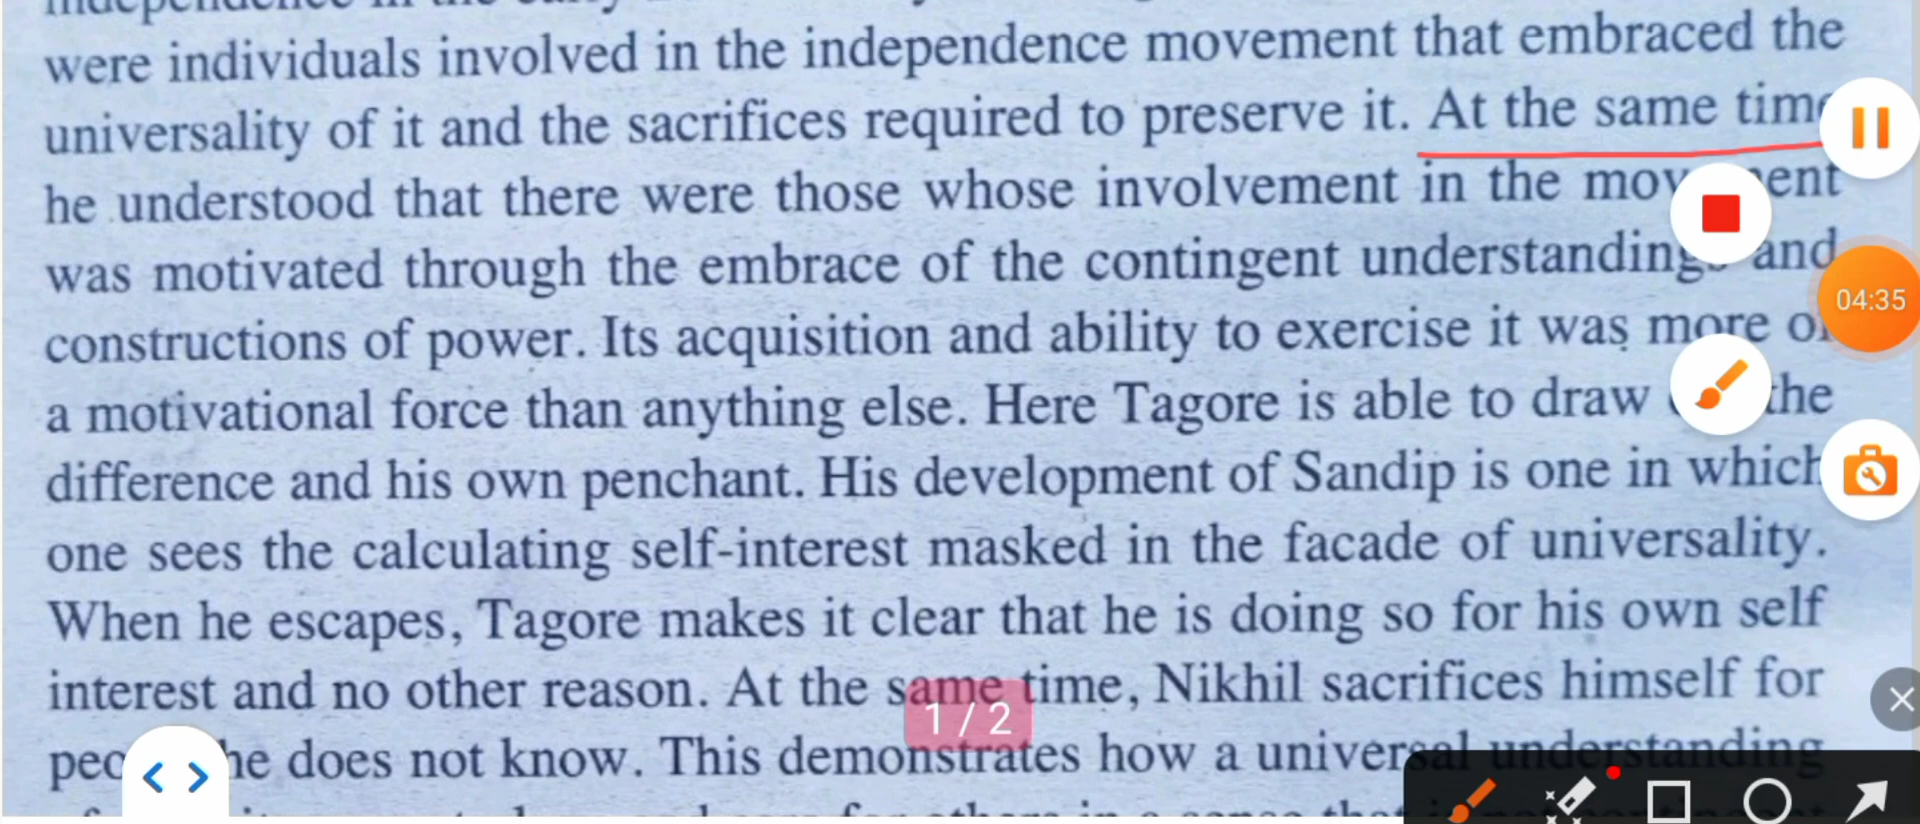 were individuals involved in the independence movement that embraced the
universality of it and the sacrifices required to preserve it. At the same time
he understood that there were those whose involvement in the movement
was motivated through the embrace of the contingent understandings and
constructions of power. Its acquisition and ability to exercise it was more of
a motivational force than anything else. Here Tagore is able to draw the
difference and his own penchant. His development of Sandip is one in which
one sees the calculating self-interest masked in the facade of universality.
When he escapes, Tagore makes it clear that he is doing so for his own self
interest and no other reason. At the same time, Nikhil sacrifices himself for
he does not know. This demonstrates how a universal understanding
04:35
1 / 2